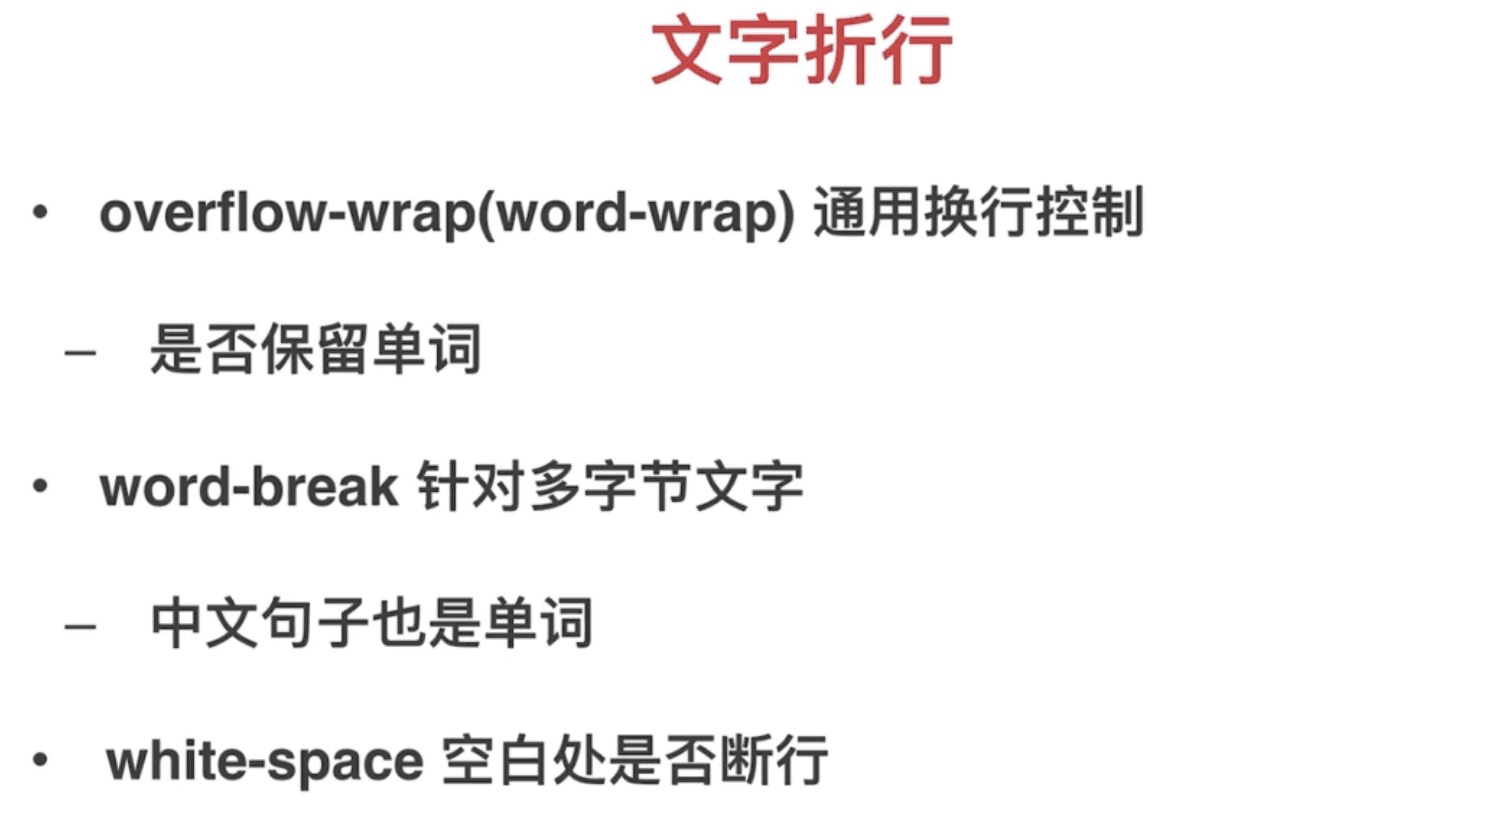 文字折行
• overflow-wrap(word-wrap) 通用换行控制
– 是否保留单词
• word-break 针对多字节文字
– 中文句子也是单词
• white-space 空白处是否断行